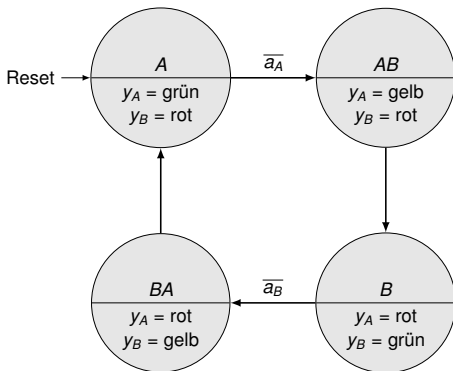 A
$\overline{a_A}$
AB
Reset
$y_A$ = grün
$y_B$ = rot
$y_A$ = gelb
$y_B$ = rot
BA
$\overline{a_B}$
B
$y_A$ = rot
$y_B$ = gelb
$y_A$ = rot
$y_B$ = grün